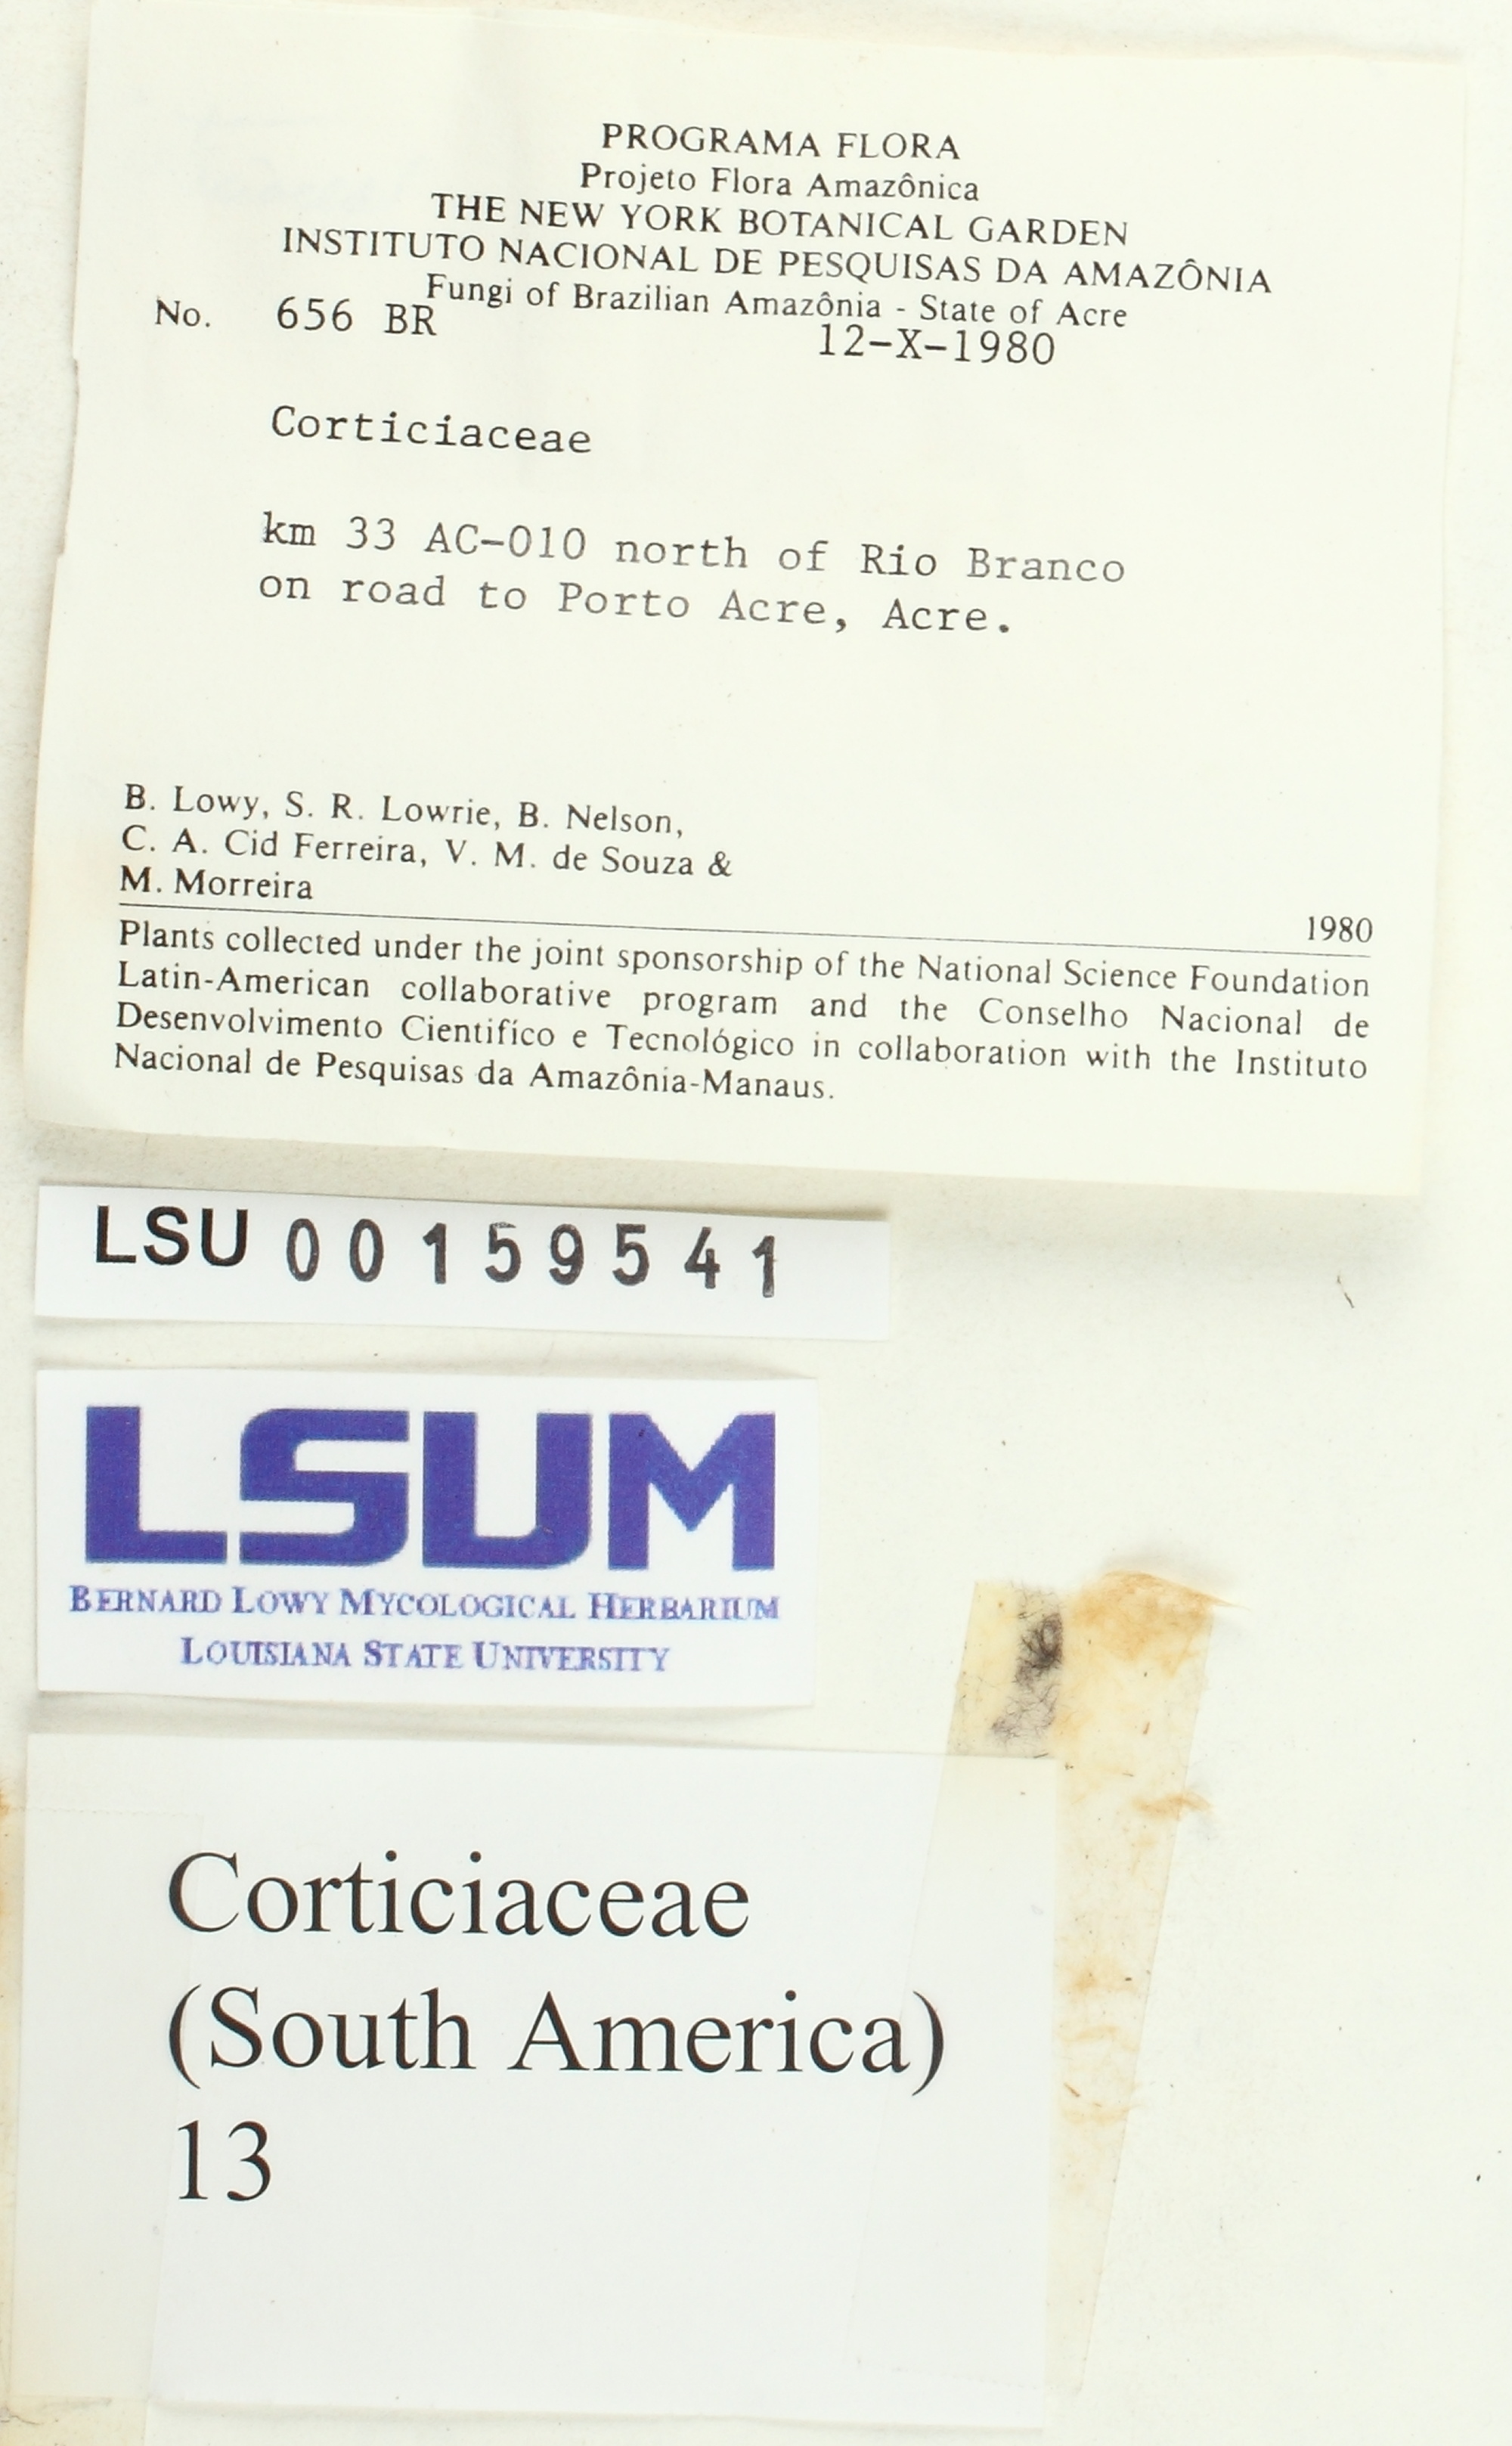 PROGRAMA FLORA
Projeto Flora Amazônica
THE NEW YORK BOTANICAL GARDEN
INSTITUTO NACIONAL DE PESQUISAS DA AMAZÔNIA
Fungi of Brazilian Amazônia - State of Acre
No. 656 BR 12-X-1980
Corticiaceae
km 33 AC-010 north of Rio Branco
on road to Porto Acre, Acre.
B. Lowy, S. R. Lowrie, B. Nelson,
C. A. Cid Ferreira, V. M. de Souza &
M. Morreira
1980
Plants collected under the joint sponsorship of the National Science Foundation
Latin-American collaborative program and the Conselho Nacional de
Desenvolvimento Cientifíco e Tecnológico in collaboration with the Instituto
Nacional de Pesquisas da Amazônia-Manaus.
LSU 00159541
LSUM
BERNARD LOWY MYCOLOGICAL HERBARIUM
LOUISIANA STATE UNIVERSITY
Corticiaceae
(South America)
13